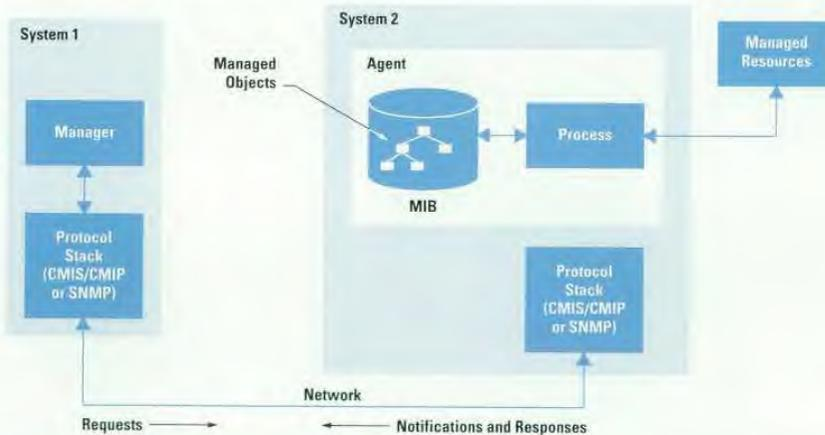 System 1
Manager
Protocol
Stack
(CMIS/CMIP
or SNMP)
System 2
Agent
Managed
Objects
MIB
Process
Managed
Resources
Protocol
Stack
(CMIS/CMIP
or SNMP)
Network
Requests
Notifications and Responses